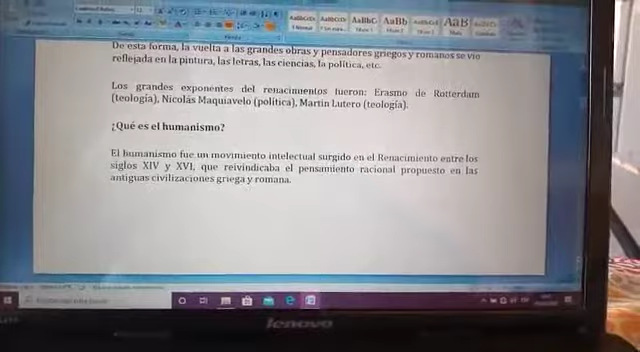 De esta forma, la vuelta a las grandes obras y pensadores griegos y romanos se vio
reflejada en la pintura, las letras, las ciencias, la política, etc.
Los grandes exponentes del renacimientos fueron: Erasmo de Rotterdam
(teología), Nicolás Maquiavelo (política), Martin Lutero (teología).
¿Qué es el humanismo?
El humanismo fue un movimiento intelectual surgido en el Renacimiento entre los
siglos XIV y XVI, que reivindicaba el pensamiento racional propuesto en las
antiguas civilizaciones griega y romana.
lenovo